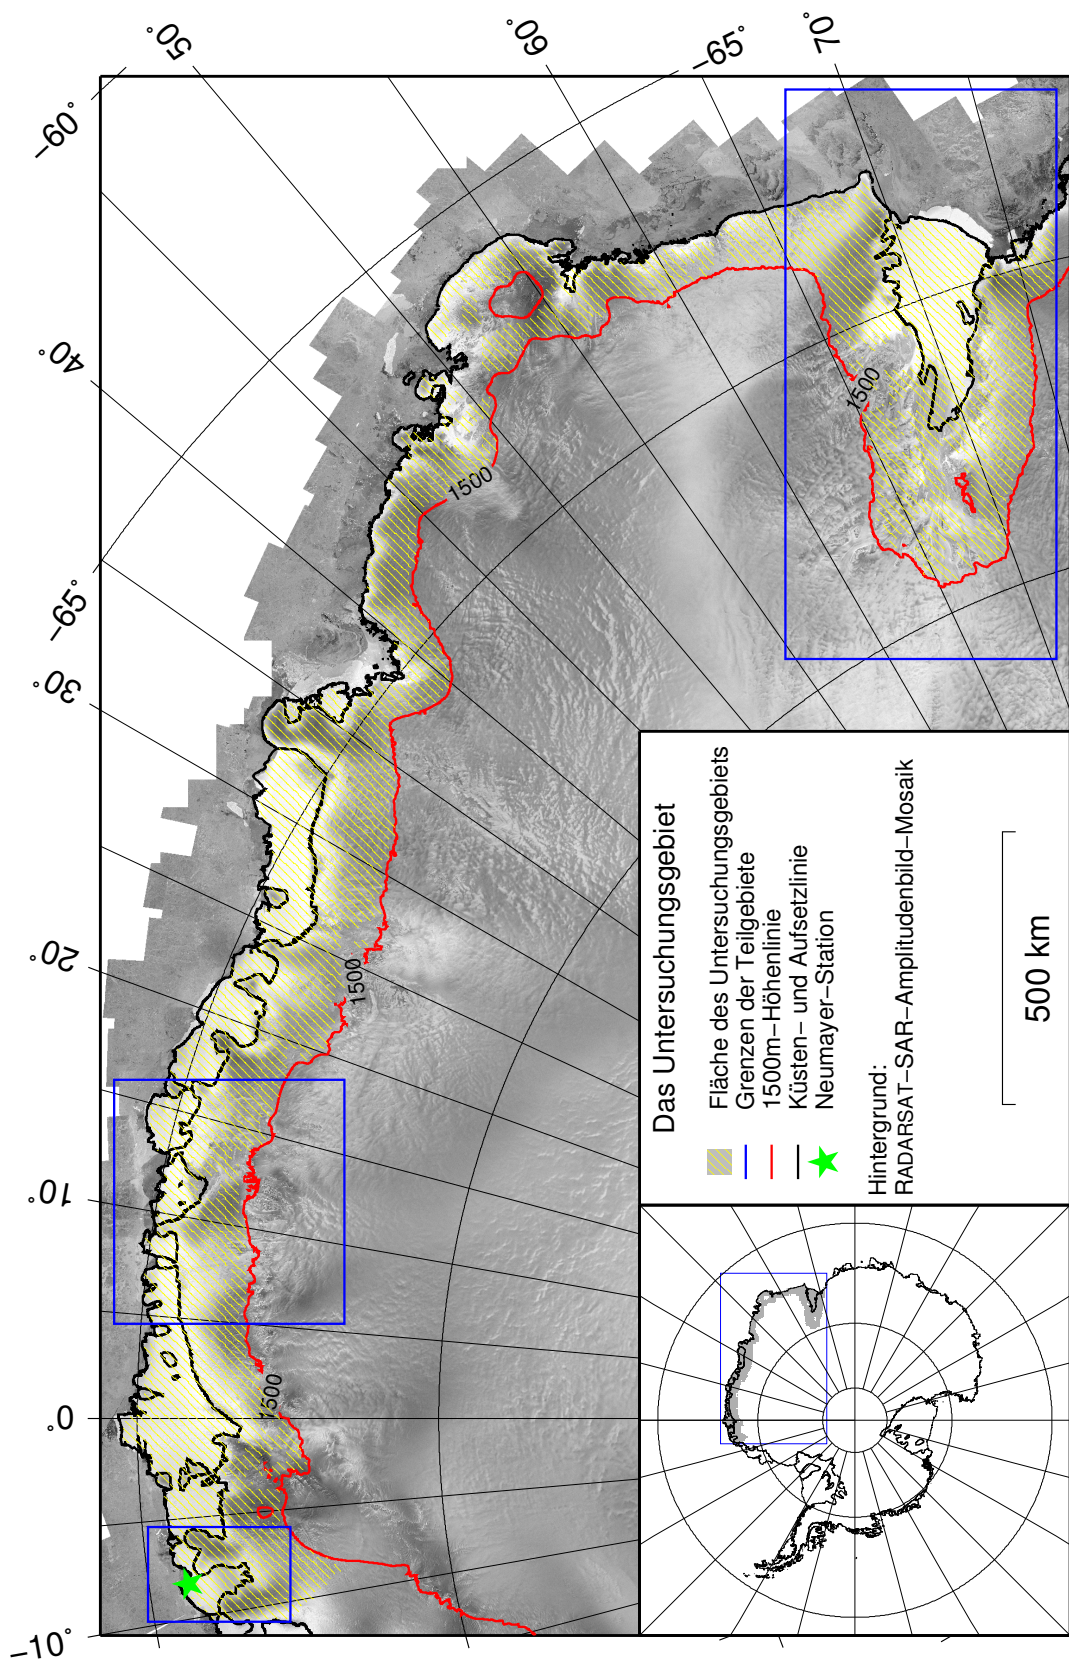 −10°
0°
10°
20°
30°
−65°
40°
−60°
50°
60°
−65°
70°
1500
1500
1500
1500
Das Untersuchungsgebiet
Fläche des Untersuchungsgebiets
Grenzen der Teilgebiete
1500m−Höhenlinie
Küsten− und Aufsetzlinie
Neumayer−Station
Hintergrund:
RADARSAT−SAR−Amplitudenbild−Mosaik
500 km